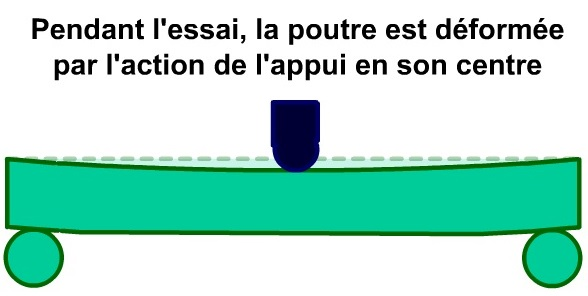 Pendant l'essai, la poutre est déformée
par l'action de l'appui en son centre